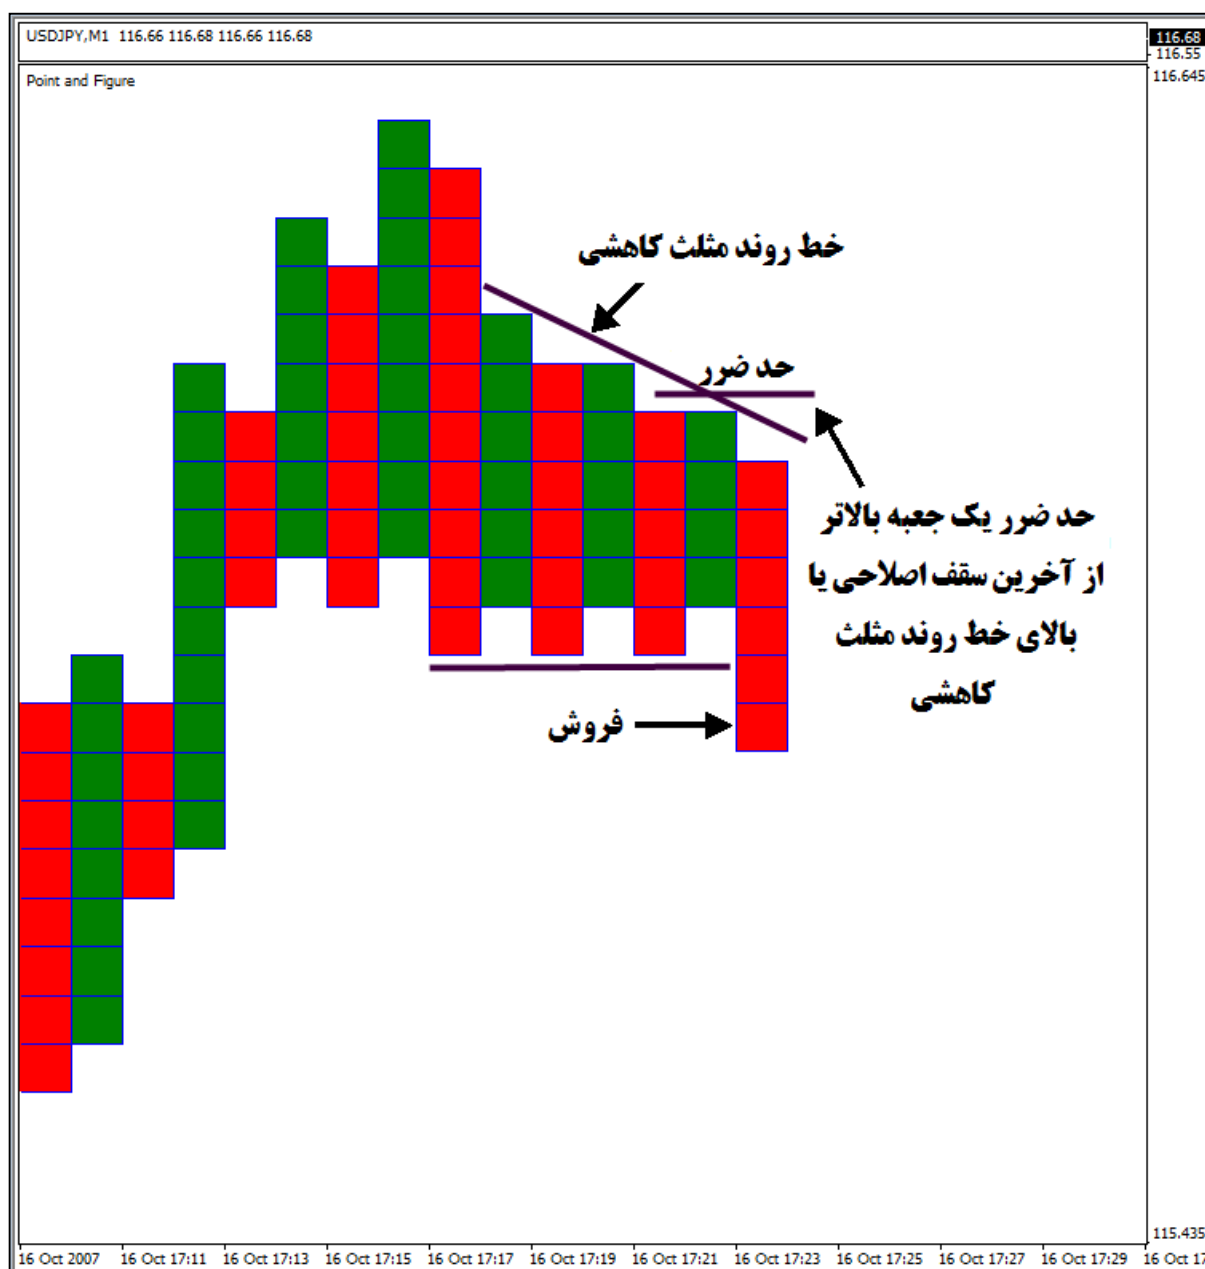 USDJPY,M1 116.66 116.68 116.66 116.68
116.68
116.55
Point and Figure
116.645
خط روند مثلث کاهشی
حد ضرر
حد ضرر یک جعبه بالاتر
از آخرین سقف اصلاحی یا
بالای خط روند مثلث
کاهشی
فروش
115.435
16 Oct 2007 16 Oct 17:11 16 Oct 17:13 16 Oct 17:15 16 Oct 17:17 16 Oct 17:19 16 Oct 17:21 16 Oct 17:23 16 Oct 17:25 16 Oct 17:27 16 Oct 17:29 16 Oct 17